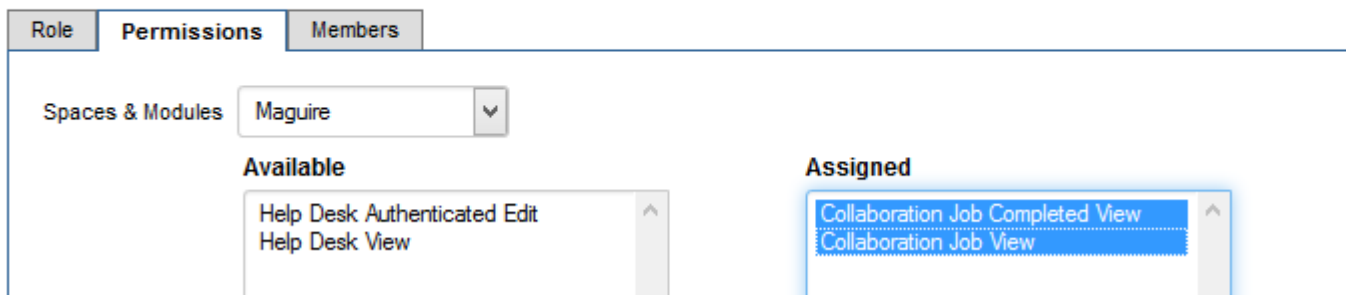 Role Permissions Members
Spaces & Modules Maguire
Available Assigned
Help Desk Authenticated Edit Collaboration Job Completed View
Help Desk View Collaboration Job View